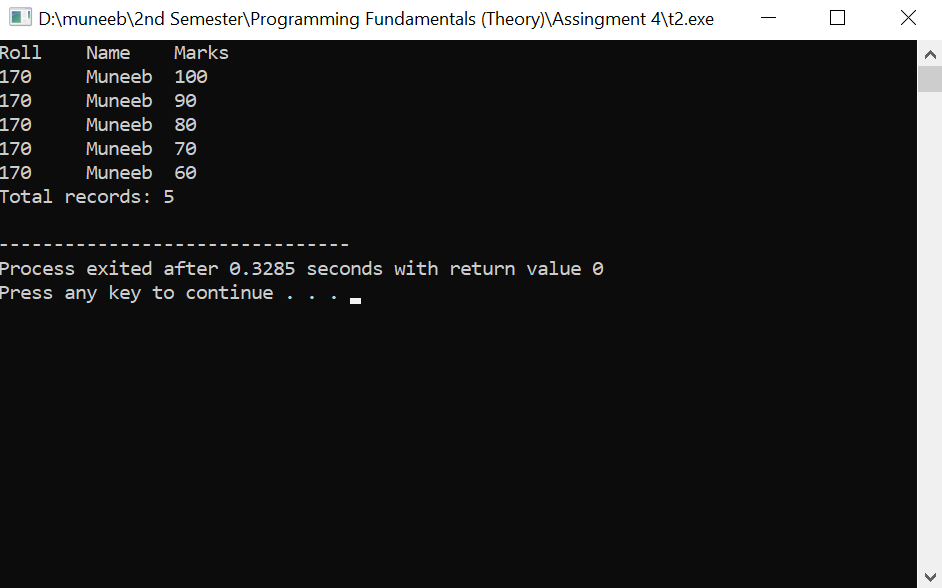 D:\muneeb\2nd Semester\Programming Fundamentals (Theory)\Assingment 4\t2.exe
Roll    Name    Marks
170     Muneeb  100
170     Muneeb  90
170     Muneeb  80
170     Muneeb  70
170     Muneeb  60
Total records: 5
--------------------------------
Process exited after 0.3285 seconds with return value 0
Press any key to continue . . .